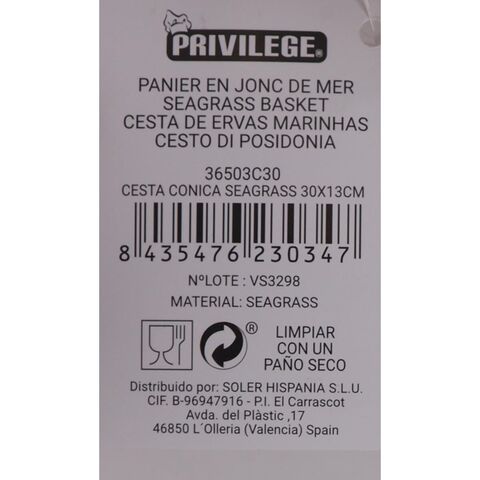 PRIVILEGE®
PANIER EN JONC DE MER
SEAGRASS BASKET
CESTA DE ERVAS MARINHAS
CESTO DI POSIDONIA
36503C30
CESTA CONICA SEAGRASS 30X13CM
8 435476 230347
NºLOTE : VS3298
MATERIAL: SEAGRASS
®
LIMPIAR
CON UN
PAÑO SECO
Distribuido por: SOLER HISPANIA S.L.U.
CIF. B-96947916 - P.I. El Carrascot
Avda. del Plàstic ,17
46850 L´Olleria (Valencia) Spain